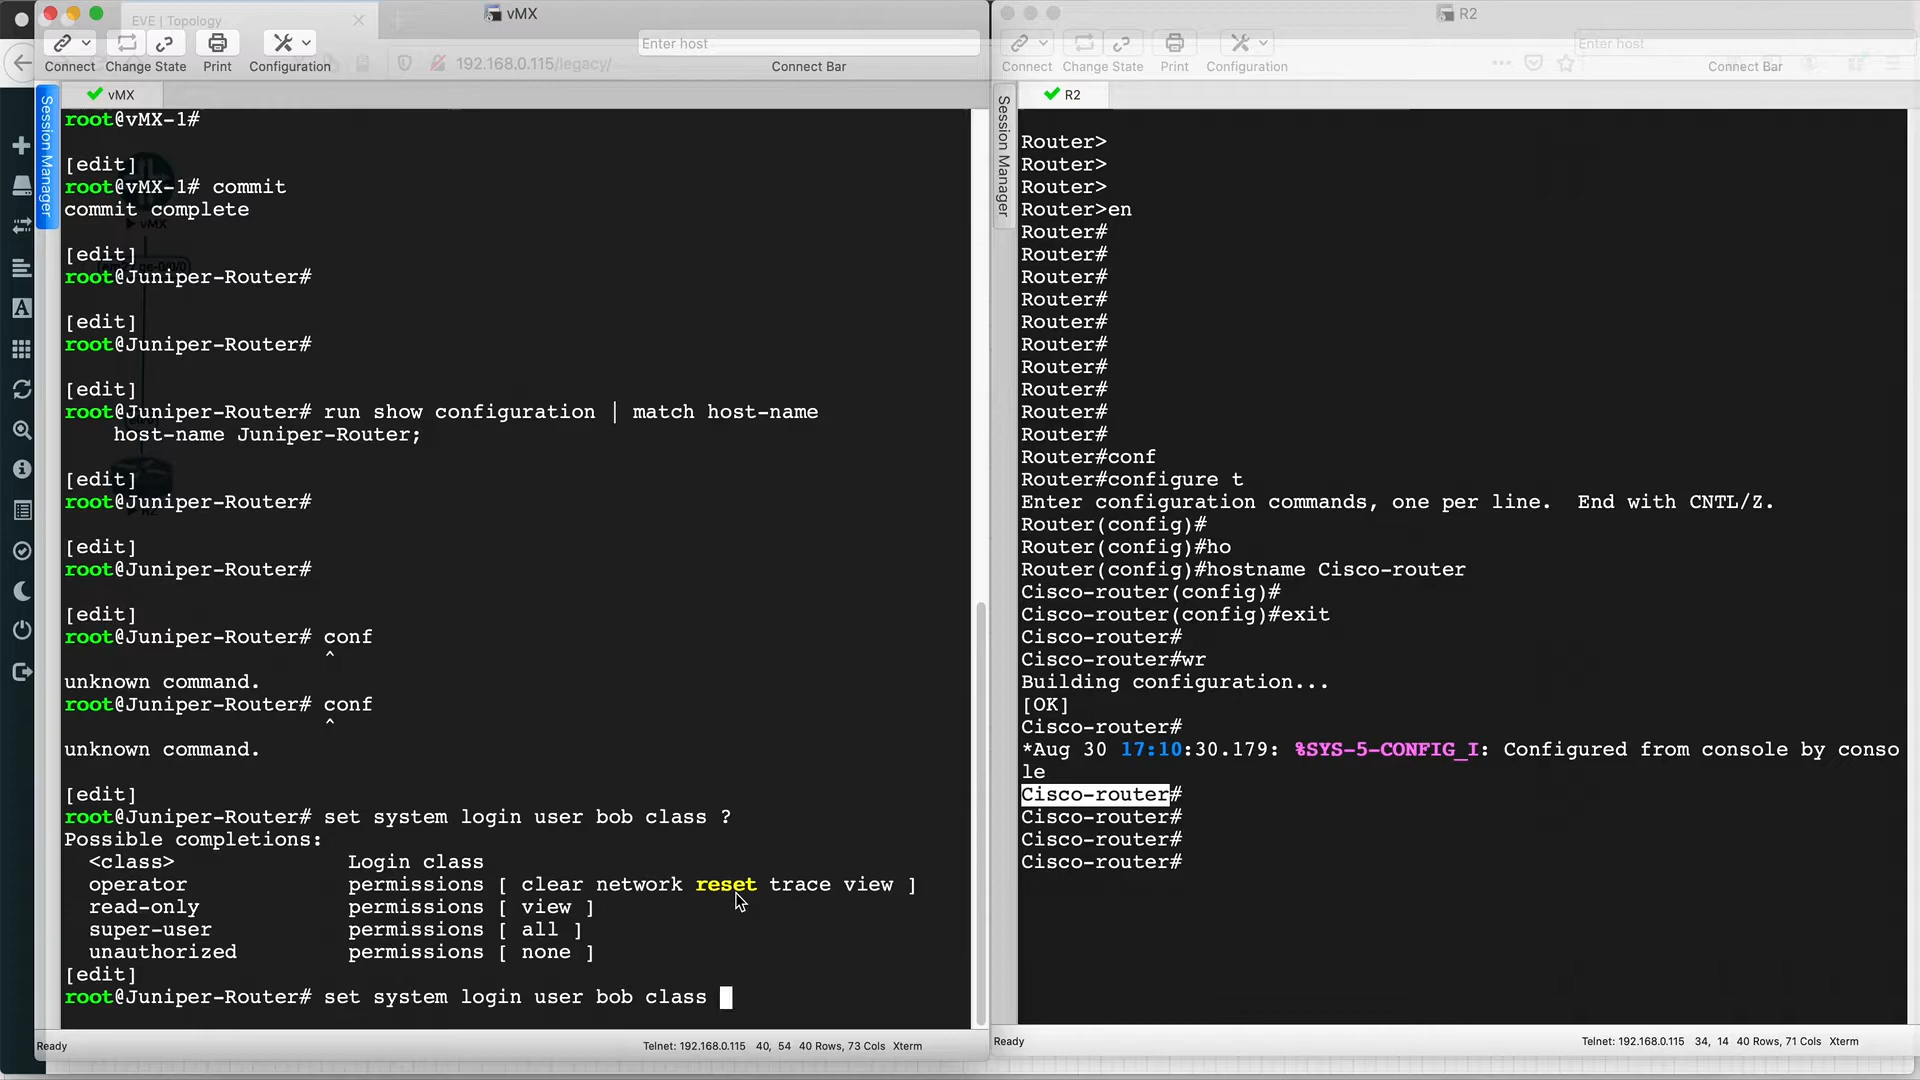 EVE | Topology
192.168.0.115/legacy/
vMX
Connect
Change State
Print
Configuration
Enter host
Connect Bar
Session Manager
vMX
root@vMX-1#
[edit]
root@vMX-1# commit
commit complete
[edit]
root@Juniper-Router#
[edit]
root@Juniper-Router#
[edit]
root@Juniper-Router# run show configuration | match host-name
host-name Juniper-Router;
[edit]
root@Juniper-Router#
[edit]
root@Juniper-Router#
[edit]
root@Juniper-Router# conf
^
unknown command.
root@Juniper-Router# conf
^
unknown command.
[edit]
root@Juniper-Router# set system login user bob class ?
Possible completions:
<class> Login class
operator permissions [ clear network reset trace view ]
read-only permissions [ view ]
super-user permissions [ all ]
unauthorized permissions [ none ]
[edit]
root@Juniper-Router# set system login user bob class
Ready
Telnet: 192.168.0.115 40, 54 40 Rows, 73 Cols Xterm
R2
Connect
Change State
Print
Configuration
Enter host
Connect Bar
Session Manager
R2
Router>
Router>
Router>
Router>en
Router#
Router#
Router#
Router#
Router#
Router#
Router#
Router#
Router#
Router#
Router#conf
Router#configure t
Enter configuration commands, one per line.  End with CNTL/Z.
Router(config)#
Router(config)#ho
Router(config)#hostname Cisco-router
Cisco-router(config)#
Cisco-router(config)#exit
Cisco-router#
Cisco-router#wr
Building configuration...
[OK]
Cisco-router#
*Aug 30 17:10:30.179: %SYS-5-CONFIG_I: Configured from console by conso
le
Cisco-router#
Cisco-router#
Cisco-router#
Cisco-router#
Ready
Telnet: 192.168.0.115 34, 14 40 Rows, 71 Cols Xterm